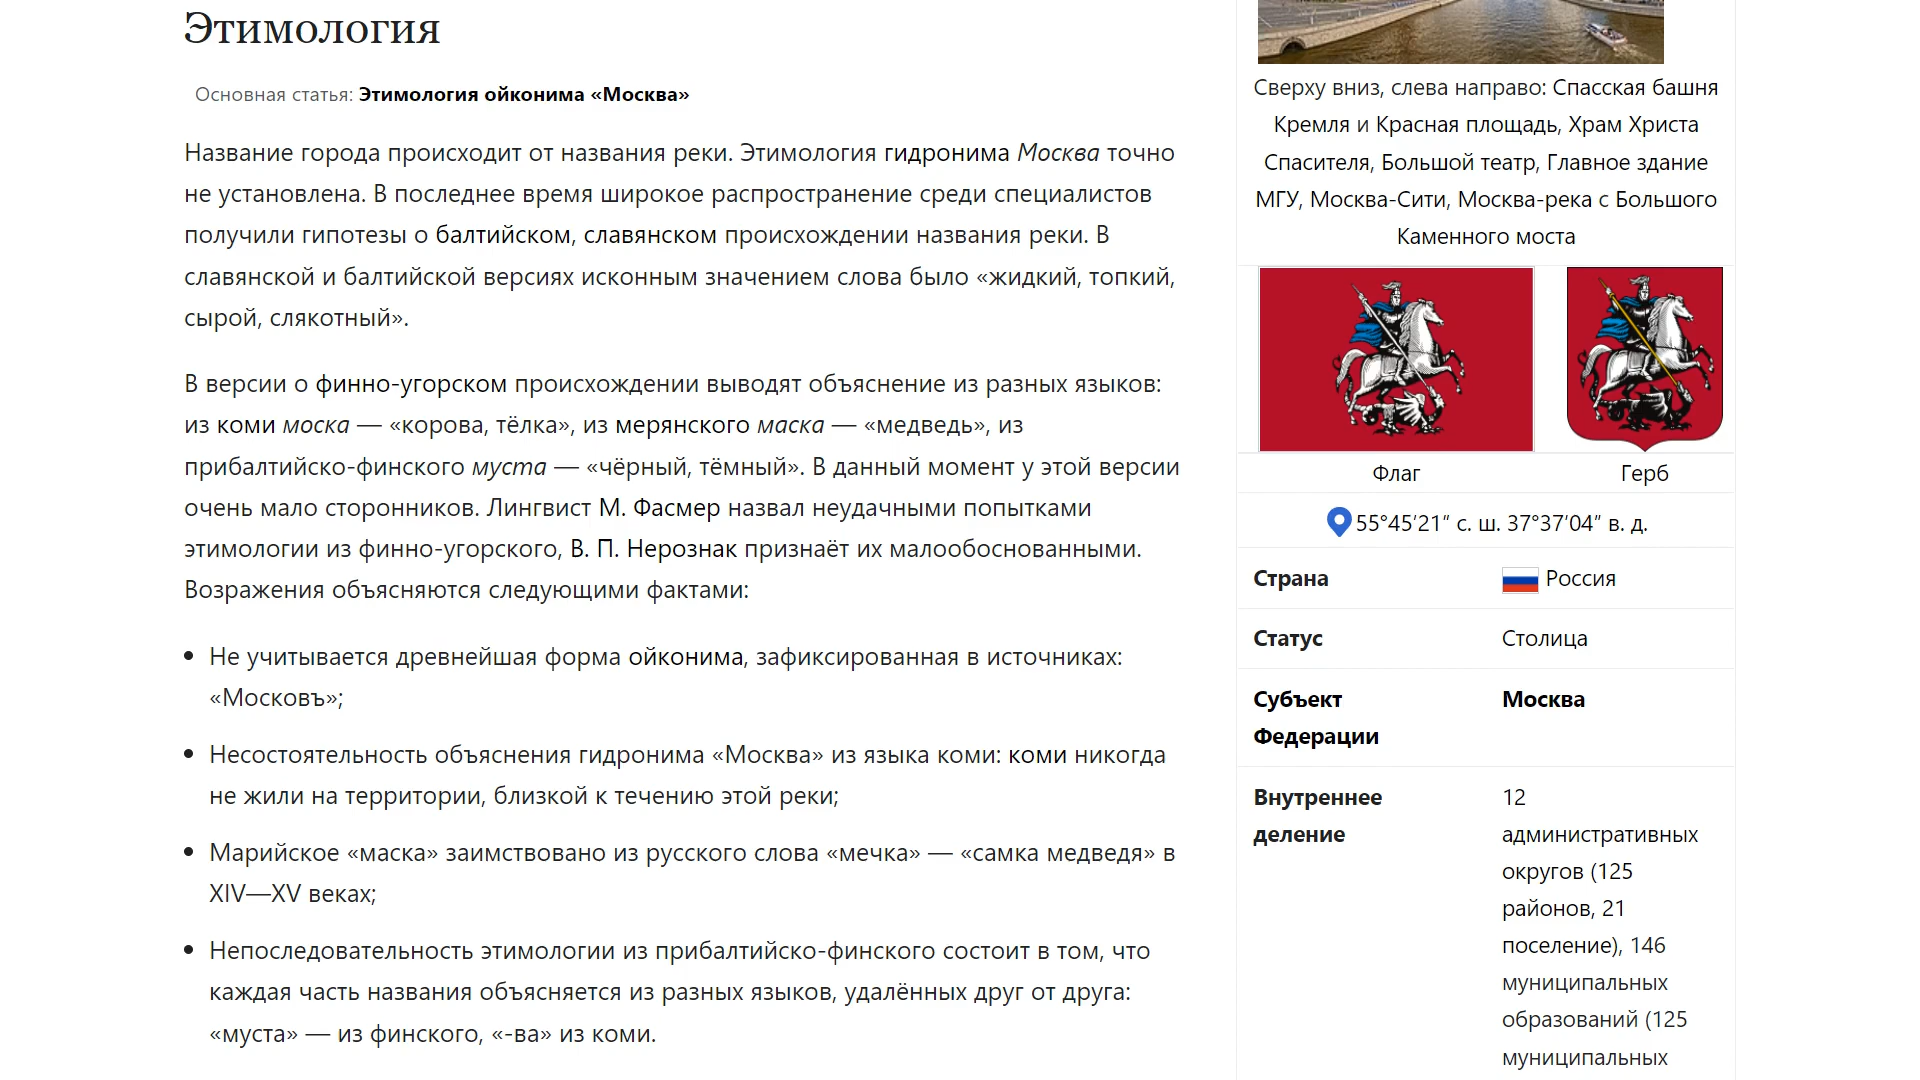 Этимология
Основная статья: Этимология ойконима «Москва»
Название города происходит от названия реки. Этимология гидронима Москва точно
не установлена. В последнее время широкое распространение среди специалистов
получили гипотезы о балтийском, славянском происхождении названия реки. В
славянской и балтийской версиях исконным значением слова было «жидкий, топкий,
сырой, слякотный».
В версии о финно-угорском происхождении выводят объяснение из разных языков:
из коми моска — «корова, тёлка», из мерянского маска — «медведь», из
прибалтийско-финского муста — «чёрный, тёмный». В данный момент у этой версии
очень мало сторонников. Лингвист М. Фасмер назвал неудачными попытками
этимологии из финно-угорского, В. П. Нерознак признаёт их малообоснованными.
Возражения объясняются следующими фактами:
Не учитывается древнейшая форма ойконима, зафиксированная в источниках:
«Московъ»;
Несостоятельность объяснения гидронима «Москва» из языка коми: коми никогда
не жили на территории, близкой к течению этой реки;
Марийское «маска» заимствовано из русского слова «мечка» — «самка медведя» в
XIV—XV веках;
Непоследовательность этимологии из прибалтийско-финского состоит в том, что
каждая часть названия объясняется из разных языков, удалённых друг от друга:
«муста» — из финского, «-ва» из коми.
Сверху вниз, слева направо: Спасская башня
Кремля и Красная площадь, Храм Христа
Спасителя, Большой театр, Главное здание
МГУ, Москва-Сити, Москва-река с Большого
Каменного моста
Флаг
Герб
55°45′21″ с. ш. 37°37′04″ в. д.
Страна
Россия
Статус
Столица
Субъект
Федерации
Москва
Внутреннее
деление
12
административных
округов (125
районов, 21
поселение), 146
муниципальных
образований (125
муниципальных